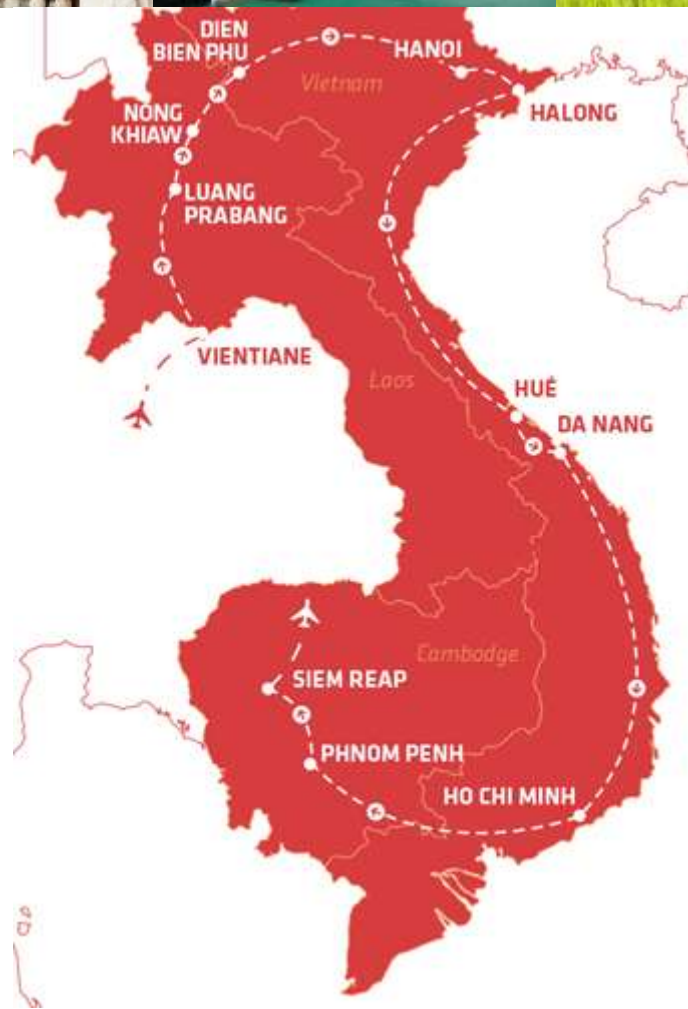 DIEN
BIEN PHU
HANOI
Vietnam
NONG
KHIAW
HALONG
LUANG
PRABANG
VIENTIANE
Laos
HUÉ
DA NANG
Cambodge
SIEM REAP
PHNOM PENH
HO CHI MINH